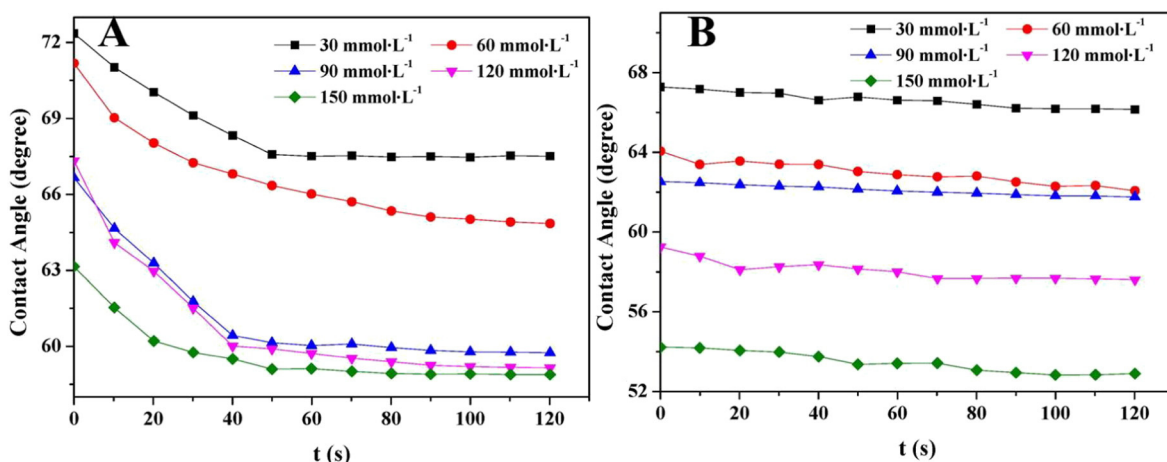 A
30 mmol·L⁻¹ 60 mmol·L⁻¹
90 mmol·L⁻¹ 120 mmol·L⁻¹
150 mmol·L⁻¹
72
69
66
63
60
Contact Angle (degree)
0 20 40 60 80 100 120
t (s)
B
30 mmol·L⁻¹ 60 mmol·L⁻¹
90 mmol·L⁻¹ 120 mmol·L⁻¹
150 mmol·L⁻¹
68
64
60
56
52
Contact Angle (degree)
0 20 40 60 80 100 120
t (s)